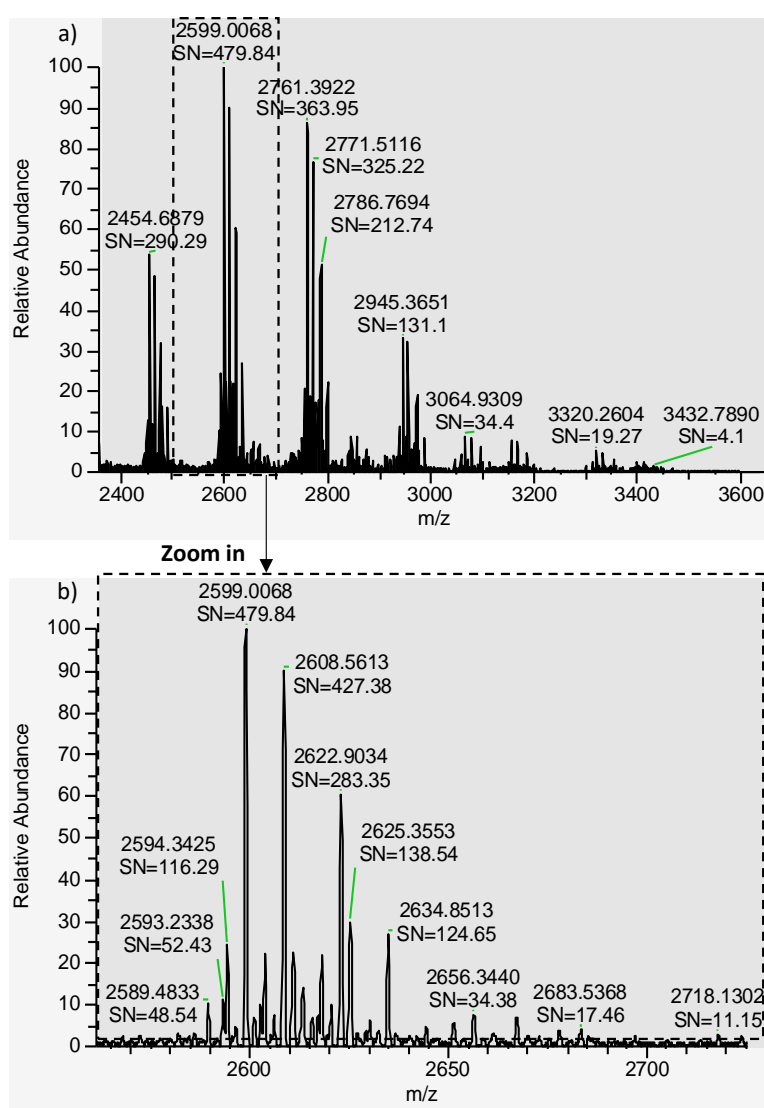 a)
2599.0068
SN=479.84
2761.3922
SN=363.95
2771.5116
SN=325.22
2786.7694
SN=212.74
2454.6879
SN=290.29
2945.3651
SN=131.1
3064.9309
SN=34.4
3320.2604
SN=19.27
3432.7890
SN=4.1
Relative Abundance
100
90
80
70
60
50
40
30
20
10
0
2400 2600 2800 3000 3200 3400 3600
m/z
Zoom in
b)
2599.0068
SN=479.84
2608.5613
SN=427.38
2622.9034
SN=283.35
2625.3553
SN=138.54
2594.3425
SN=116.29
2593.2338
SN=52.43
2589.4833
SN=48.54
2634.8513
SN=124.65
2656.3440
SN=34.38
2683.5368
SN=17.46
2718.1302
SN=11.15
Relative Abundance
100
90
80
70
60
50
40
30
20
10
0
2600 2650 2700
m/z